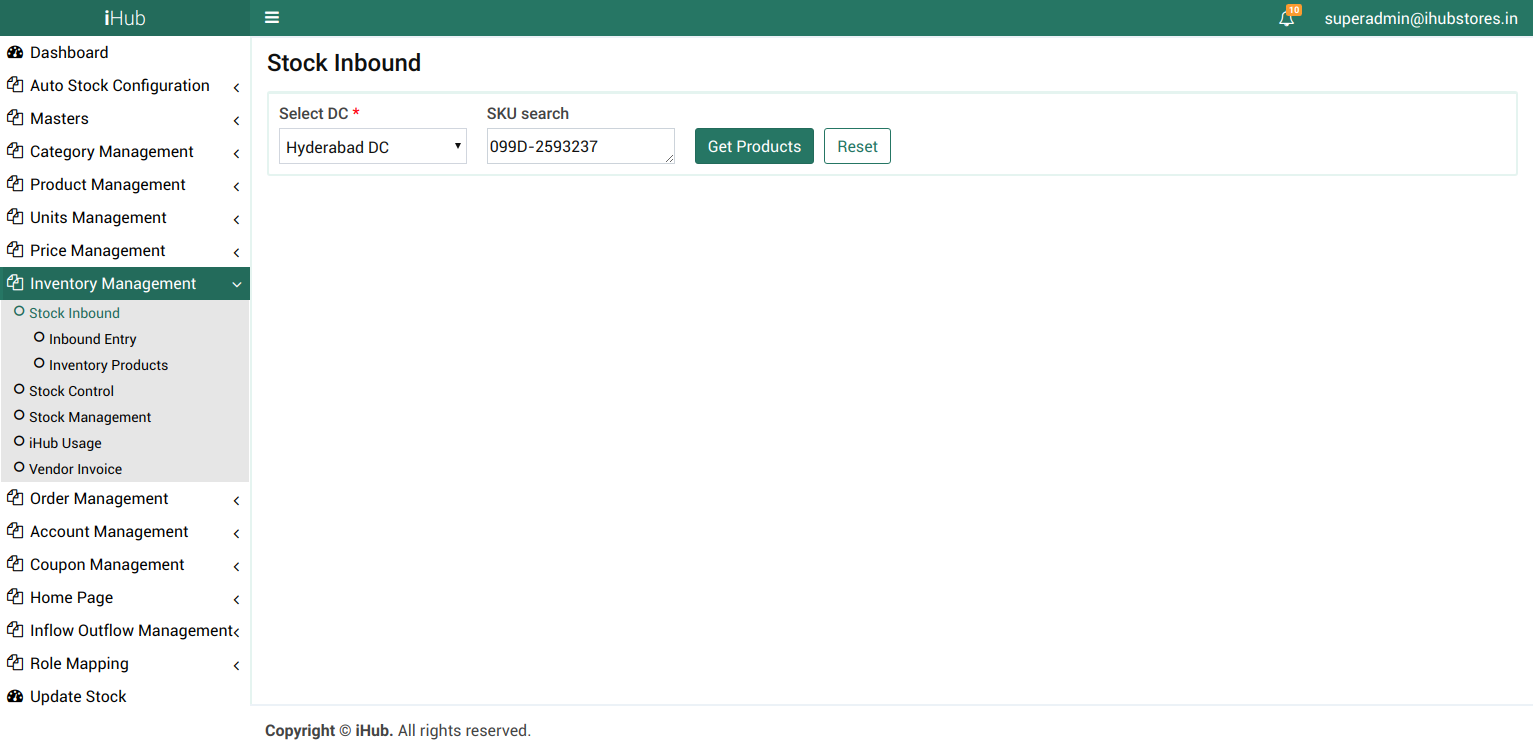 iHub
10
superadmin@ihubstores.in
Dashboard
Auto Stock Configuration
Masters
Category Management
Product Management
Units Management
Price Management
Inventory Management
Stock Inbound
Inbound Entry
Inventory Products
Stock Control
Stock Management
iHub Usage
Vendor Invoice
Order Management
Account Management
Coupon Management
Home Page
Inflow Outflow Management
Role Mapping
Update Stock
Stock Inbound
Select DC *
SKU search
Hyderabad DC
099D-2593237
Get Products
Reset
Copyright © iHub. All rights reserved.